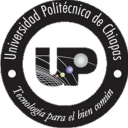 Universidad Politécnica de Chiapas
UP
Tecnología para el bien común